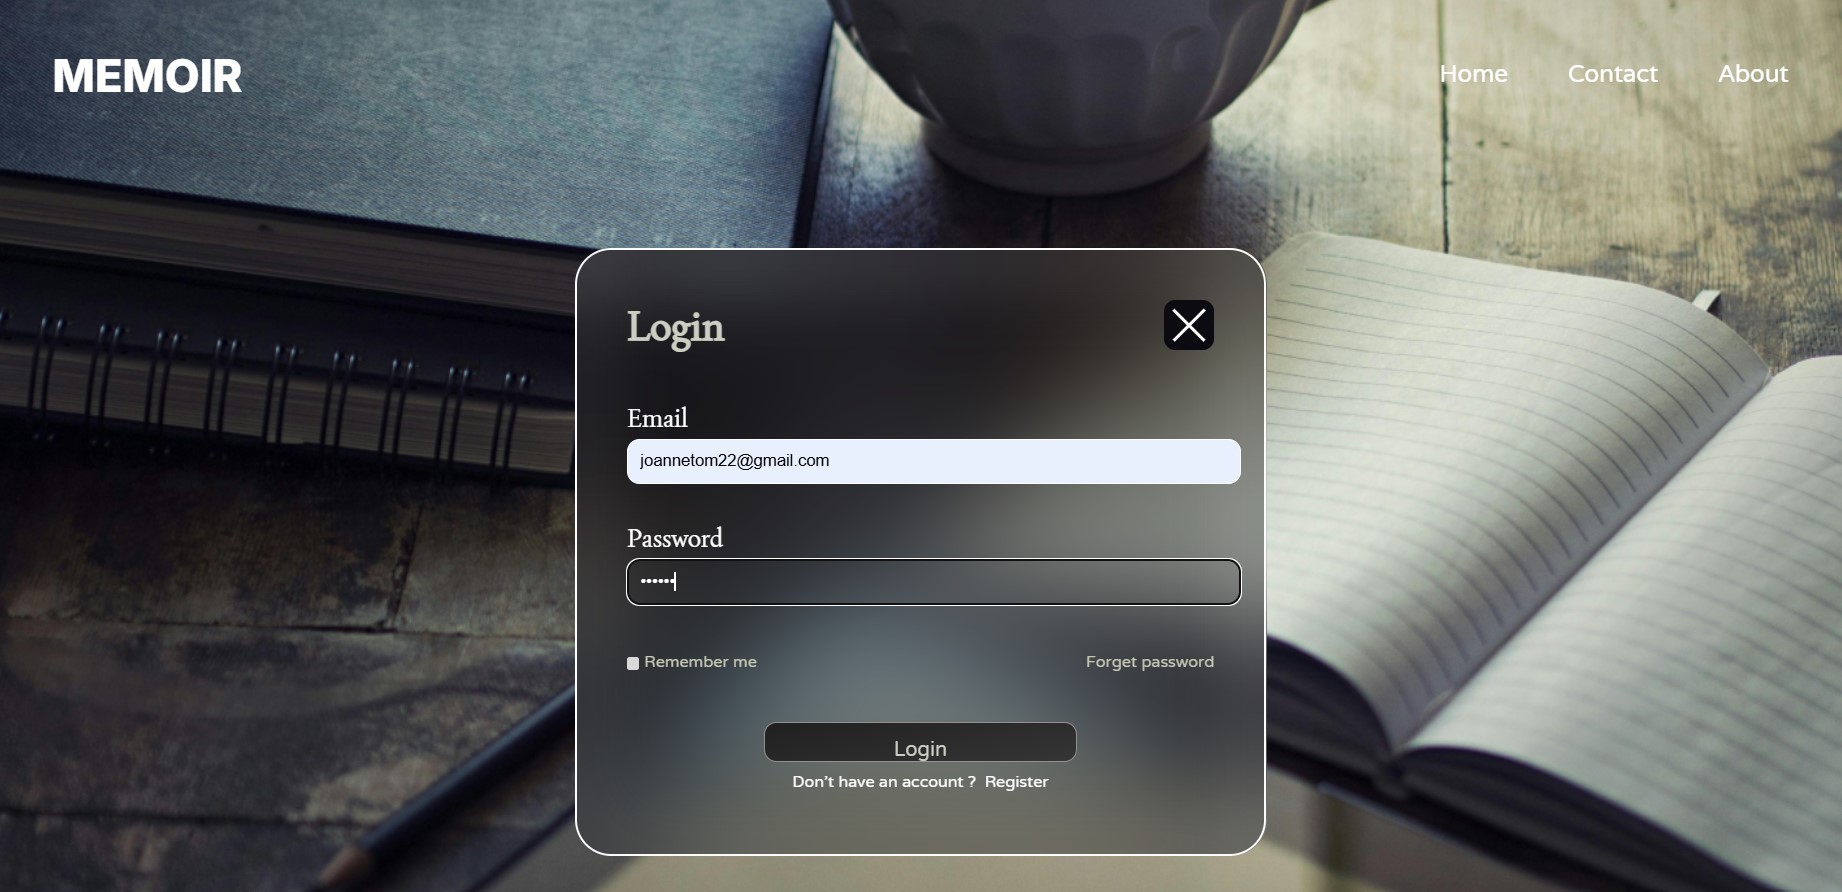 MEMOIR
Home Contact About
Login
Email
joannetom22@gmail.com
Password
••••••
Remember me Forget password
Login
Don't have an account ? Register